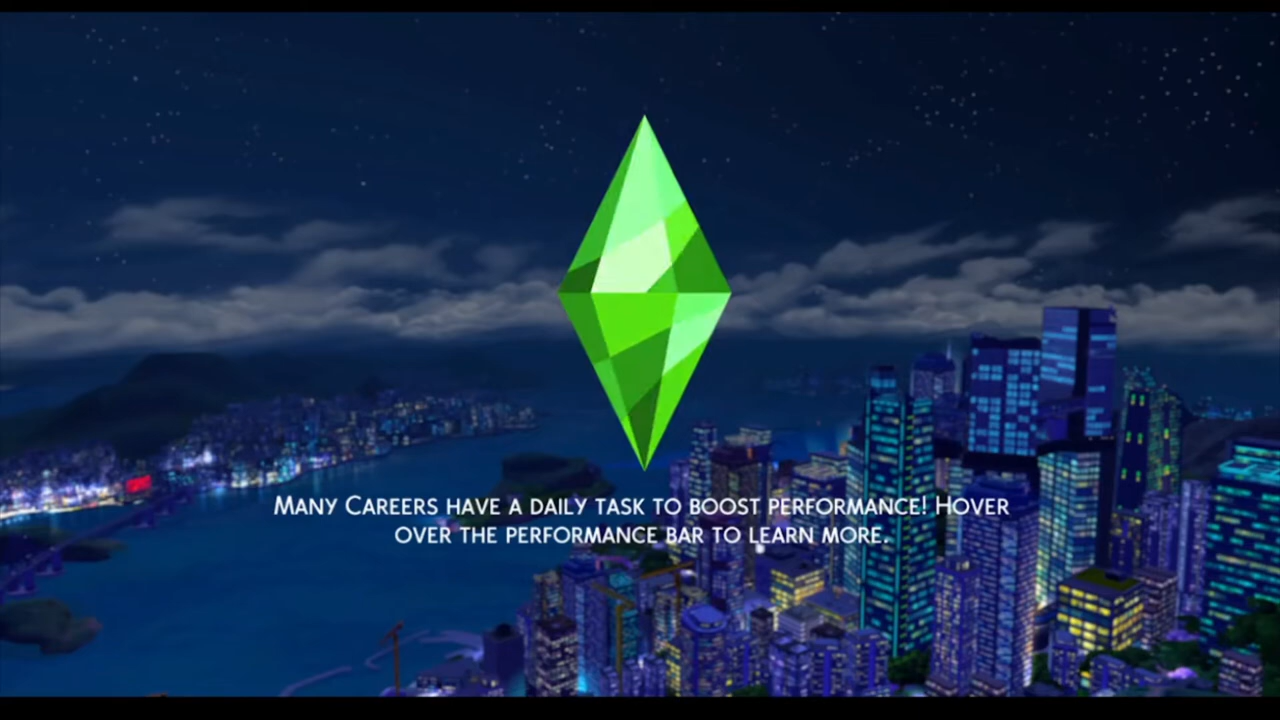 Many Careers have a daily task to boost performance! Hover
over the performance bar to learn more.